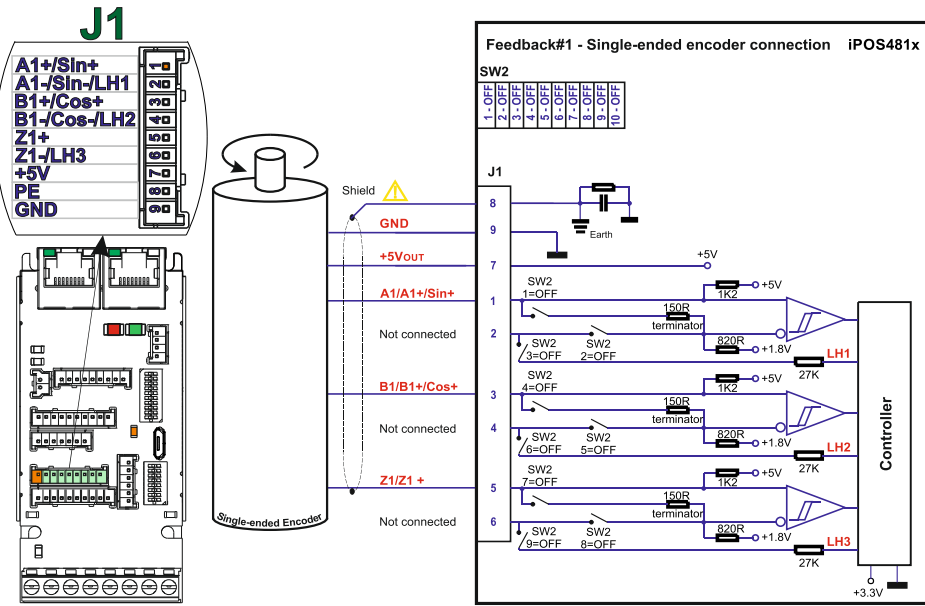 J1
A1+/Sin+
1
A1-/Sin-/LH1
2
B1+/Cos+
3
B1-/Cos-/LH2
4
Z1+
5
Z1-/LH3
6
+5V
7
PE
8
GND
9
Feedback#1 - Single-ended encoder connection iPOS481x
SW2
1 - OFF
2 - OFF
3 - OFF
4 - OFF
5 - OFF
6 - OFF
7 - OFF
8 - OFF
9 - OFF
10 - OFF
J1
Shield
8
Earth
GND
9
+5VOUT
7
+5V
A1/A1+/Sin+
1
SW2
1=OFF
+5V
1K2
150R
terminator
Not connected
2
SW2
3=OFF
SW2
2=OFF
820R
+1.8V
LH1
27K
B1/B1+/Cos+
3
SW2
4=OFF
+5V
1K2
150R
terminator
Not connected
4
SW2
6=OFF
SW2
5=OFF
820R
+1.8V
LH2
27K
Z1/Z1 +
5
SW2
7=OFF
+5V
1K2
150R
terminator
Not connected
6
SW2
9=OFF
SW2
8=OFF
820R
+1.8V
LH3
27K
Controller
+3.3V
Single-ended Encoder